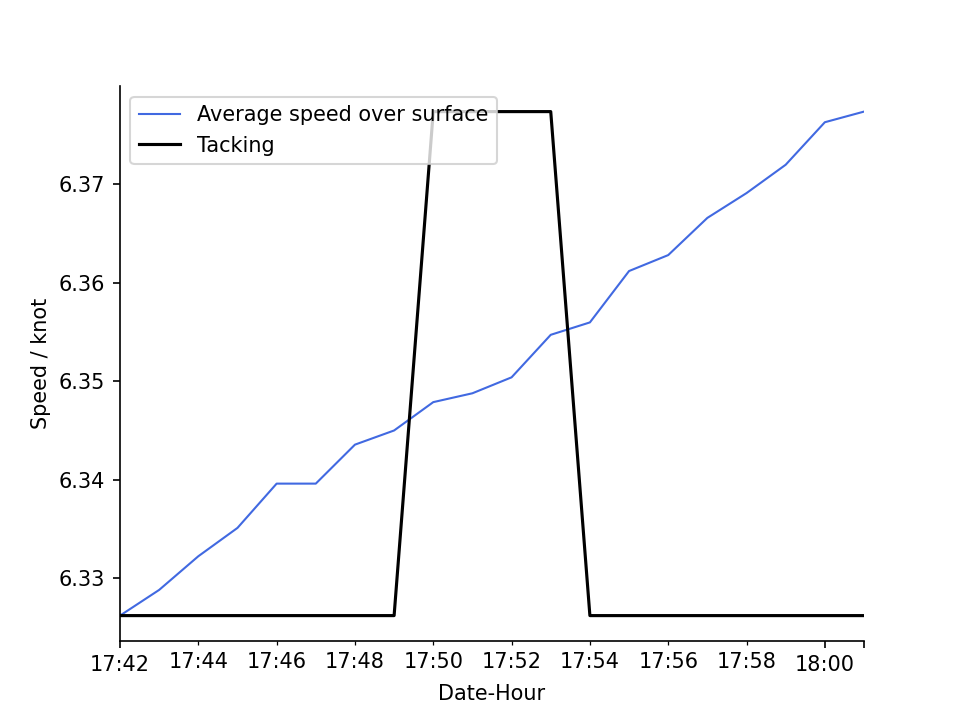 Average speed over surface
Tacking
6.37
6.36
6.35
6.34
6.33
Speed / knot
17:42 17:44 17:46 17:48 17:50 17:52 17:54 17:56 17:58 18:00
Date-Hour